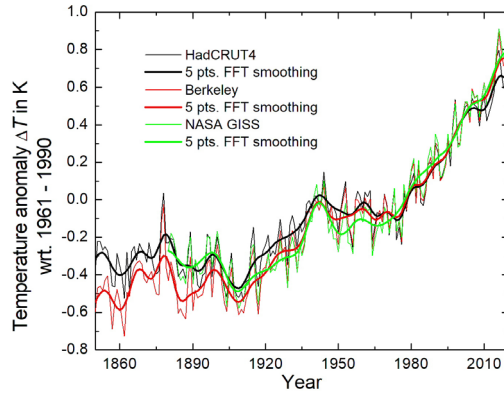 Temperature anomaly ΔT in K
wrt. 1961 - 1990
1.0
0.8
0.6
0.4
0.2
0.0
-0.2
-0.4
-0.6
-0.8
HadCRUT4
5 pts. FFT smoothing
Berkeley
5 pts. FFT smoothing
NASA GISS
5 pts. FFT smoothing
1860 1890 1920 1950 1980 2010
Year